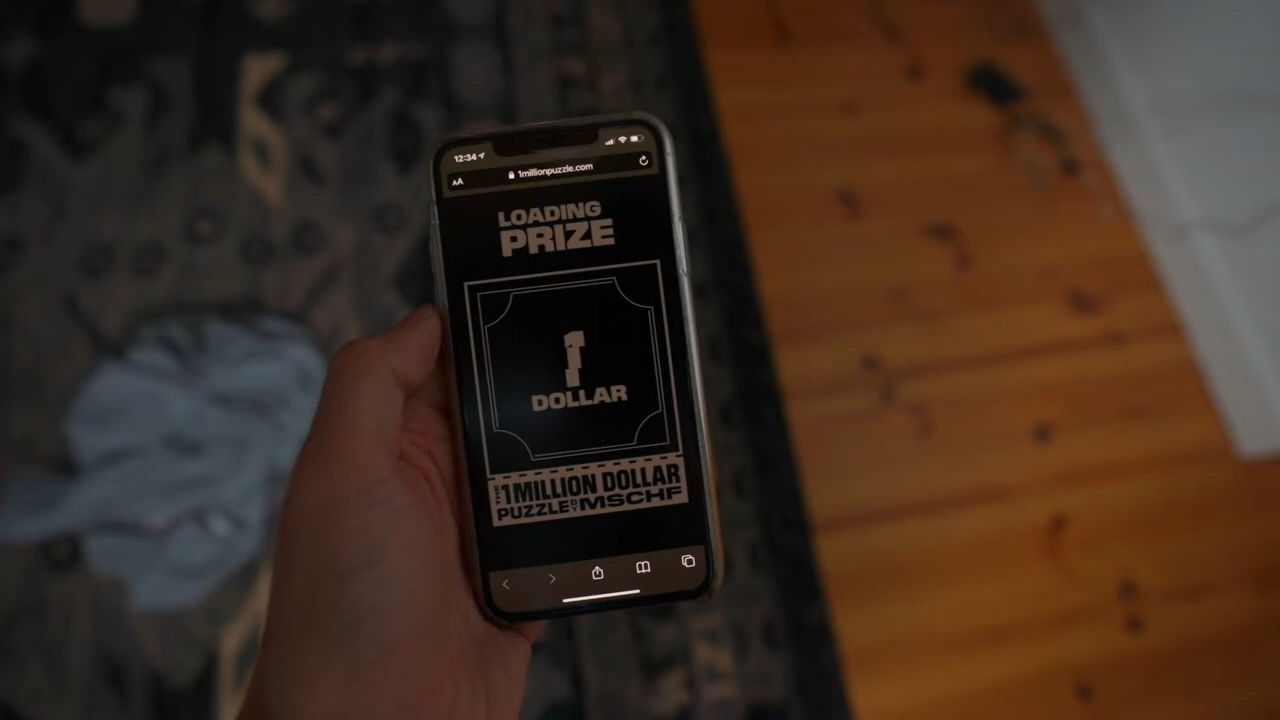 12:34
AA 1millionpuzzle.com
LOADING
PRIZE
1
DOLLAR
THE 1 MILLION DOLLAR
PUZZLE BY MSCHF